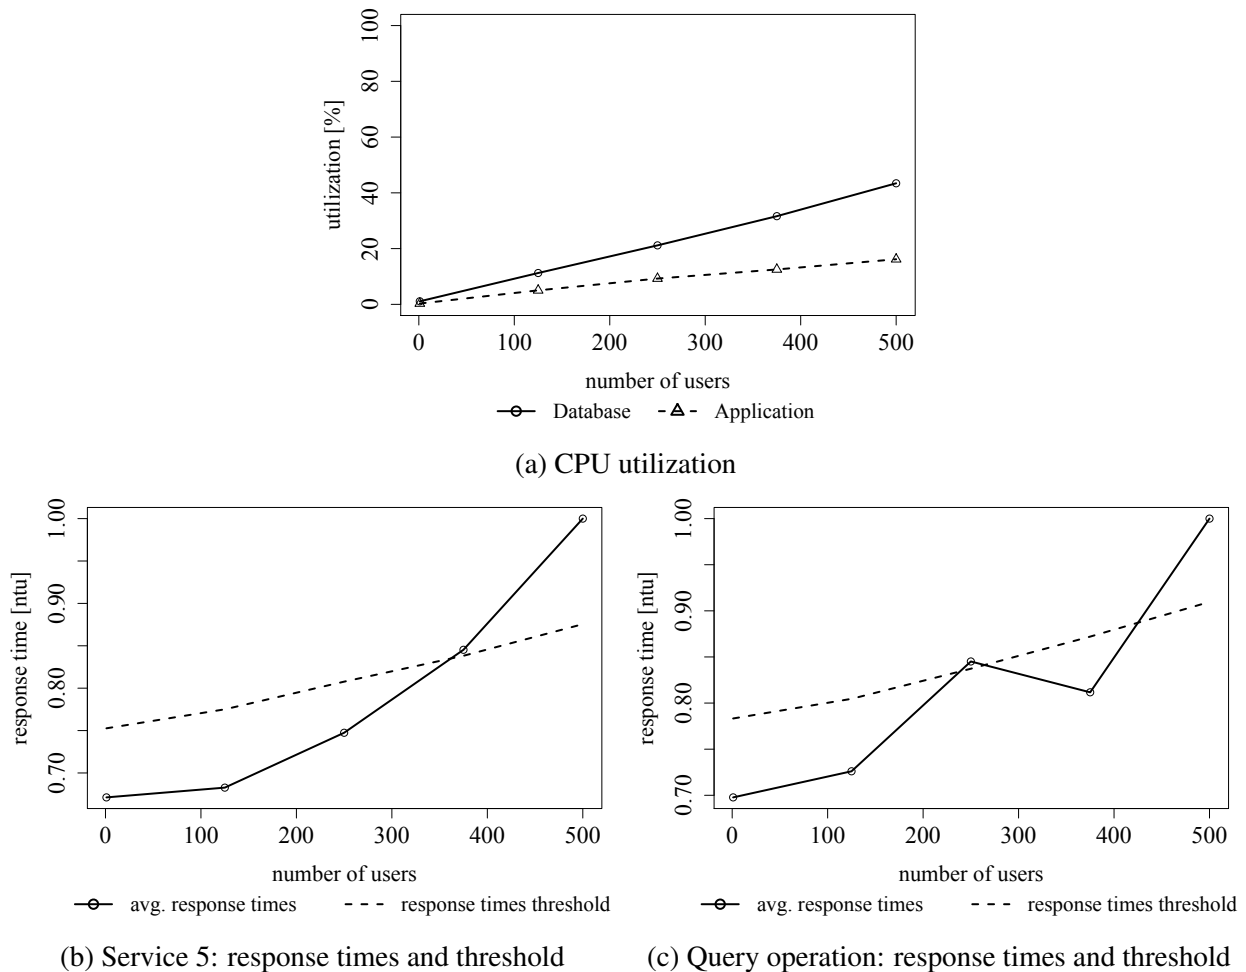 utilization [%]
100
80
60
40
20
0
0 100 200 300 400 500
number of users
Database Application
(a) CPU utilization
response time [ntu]
1.00
0.90
0.80
0.70
0 100 200 300 400 500
number of users
avg. response times response times threshold
(b) Service 5: response times and threshold
response time [ntu]
1.00
0.90
0.80
0.70
0 100 200 300 400 500
number of users
avg. response times response times threshold
(c) Query operation: response times and threshold